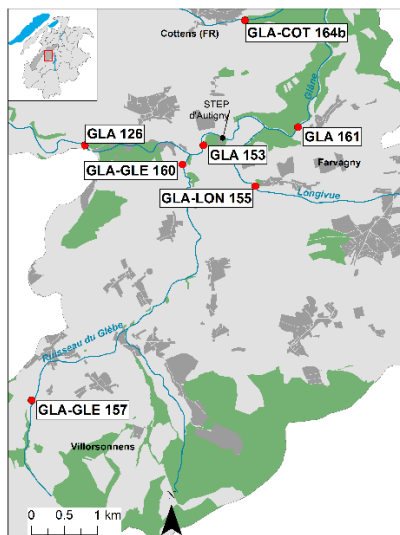 Cottens (FR)
GLA-COT 164b
Glâne
STEP
d'Autigny
GLA 126
GLA 161
GLA 153
GLA-GLE 160
Farvagny
GLA-LON 155
Longivue
Ruisseau du Glèbe
GLA-GLE 157
Villorsonnens
N
0 0.5 1 km